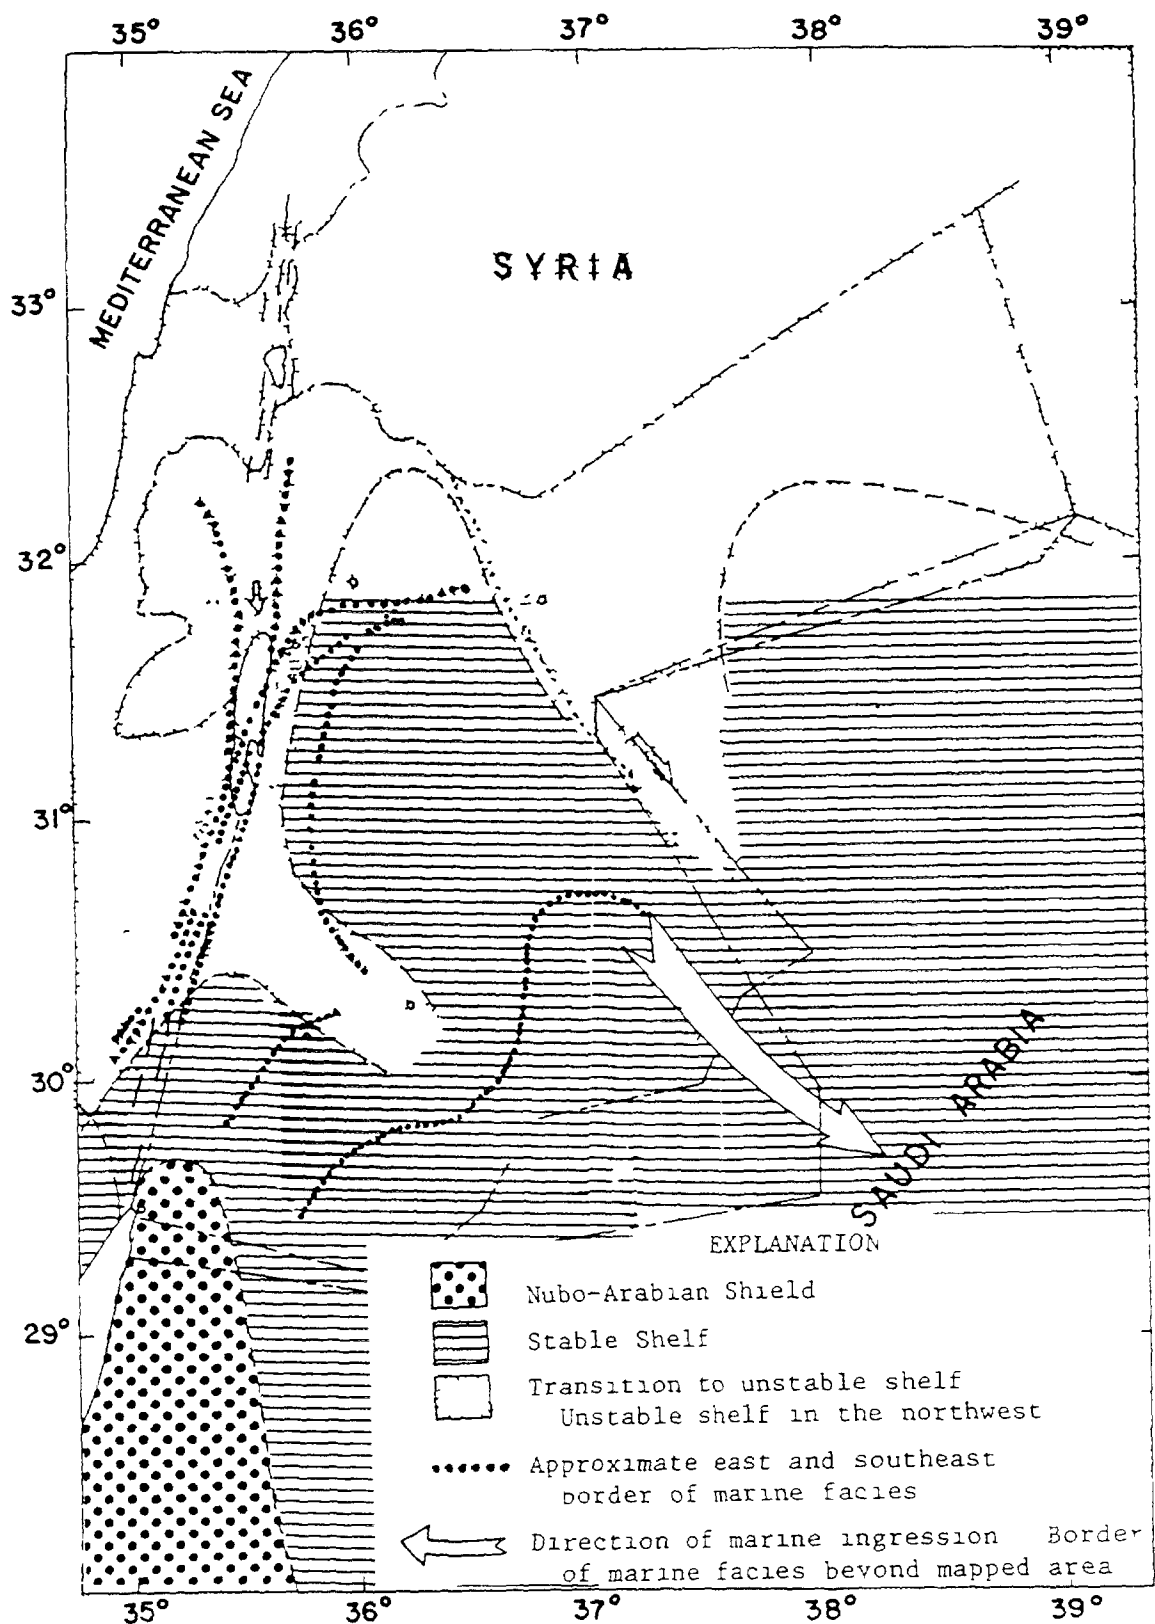 35° 36° 37° 38° 39°
MEDITERRANEAN SEA
SYRIA
33°
32°
31°
30°
29°
SAUDI ARABIA
EXPLANATION
Nubo-Arabian Shield
Stable Shelf
Transition to unstable shelf
Unstable shelf in the northwest
Approximate east and southeast
border of marine facies
Direction of marine ingression Border
of marine facies beyond mapped area
35° 36° 37° 38° 39°